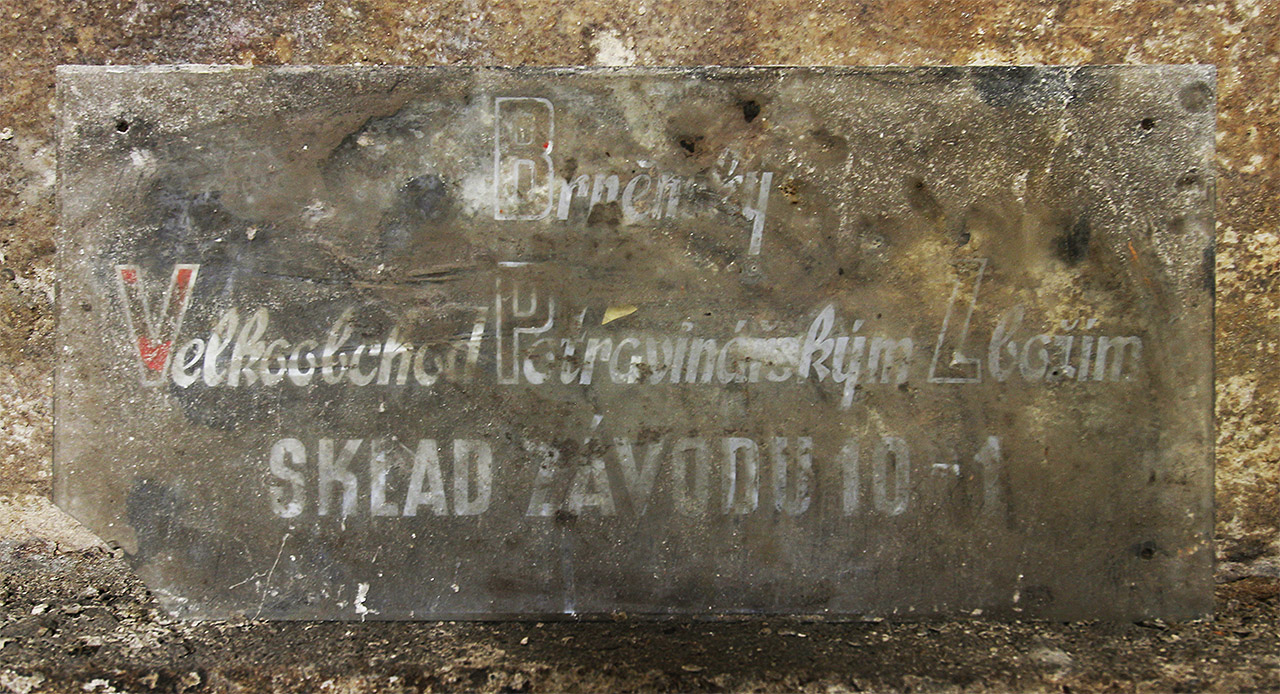 Brněnský
Velkoobchod Potravinářským Zbožím
SKLAD ZÁVODU 10-1